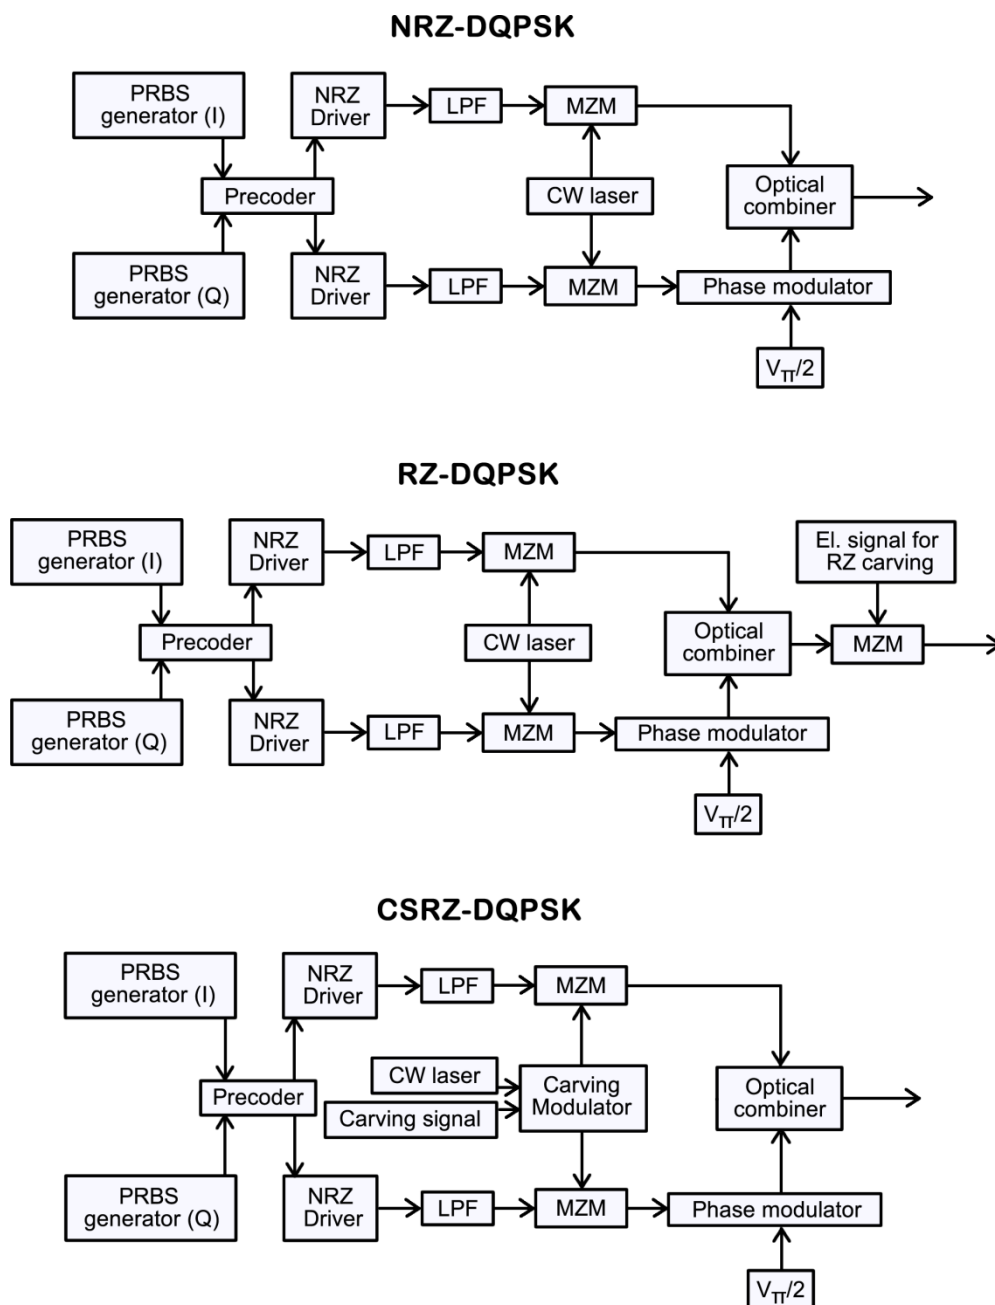 NRZ-DQPSK
PRBS
generator (I)
NRZ
Driver
LPF
MZM
Precoder
CW laser
Optical
combiner
PRBS
generator (Q)
NRZ
Driver
LPF
MZM
Phase modulator
Vπ/2
RZ-DQPSK
PRBS
generator (I)
NRZ
Driver
LPF
MZM
El. signal for
RZ carving
Precoder
CW laser
Optical
combiner
MZM
PRBS
generator (Q)
NRZ
Driver
LPF
MZM
Phase modulator
Vπ/2
CSRZ-DQPSK
PRBS
generator (I)
NRZ
Driver
LPF
MZM
CW laser
Carving signal
Carving
Modulator
Precoder
Optical
combiner
PRBS
generator (Q)
NRZ
Driver
LPF
MZM
Phase modulator
Vπ/2